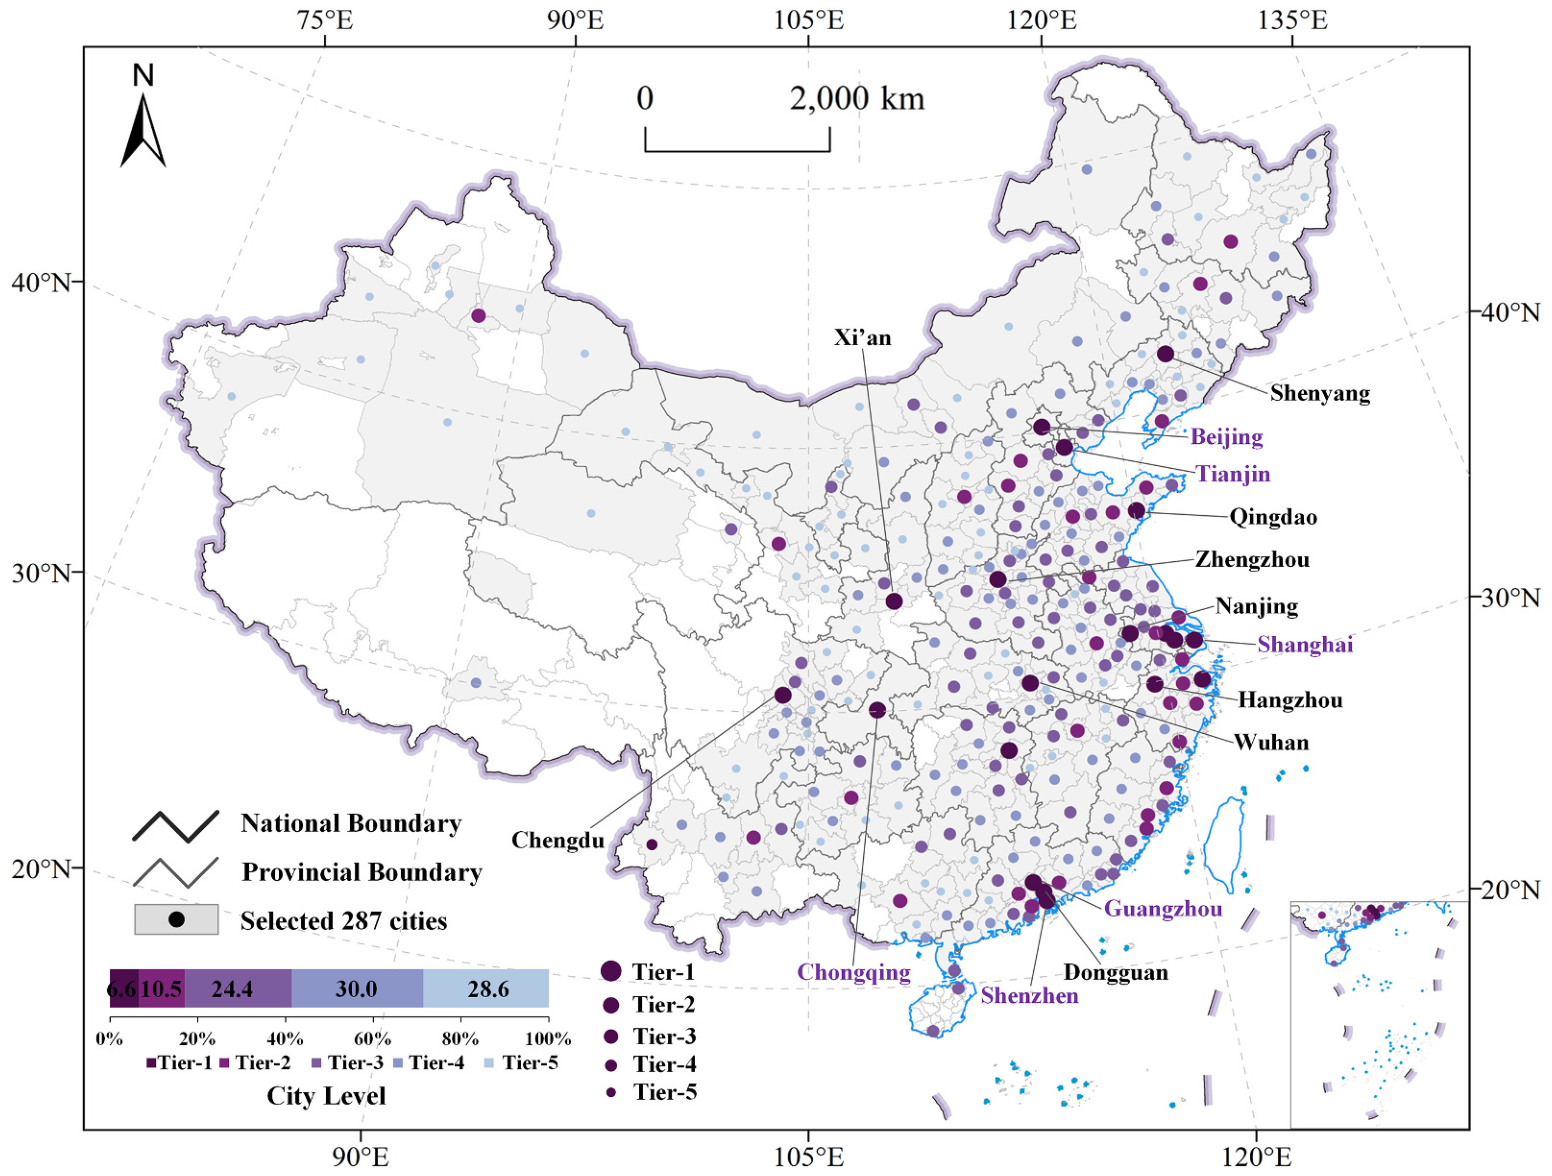 75°E 90°E 105°E 120°E 135°E
N
0 2,000 km
40°N
40°N
30°N
30°N
20°N
20°N
Xi’an
Shenyang
Beijing
Tianjin
Qingdao
Zhengzhou
Nanjing
Shanghai
Hangzhou
Wuhan
Chengdu
Guangzhou
Chongqing
Dongguan
Shenzhen
National Boundary
Provincial Boundary
Selected 287 cities
6.6 10.5 24.4 30.0 28.6
0% 20% 40% 60% 80% 100%
Tier-1 Tier-2 Tier-3 Tier-4 Tier-5
City Level
Tier-1
Tier-2
Tier-3
Tier-4
Tier-5
90°E 105°E 120°E